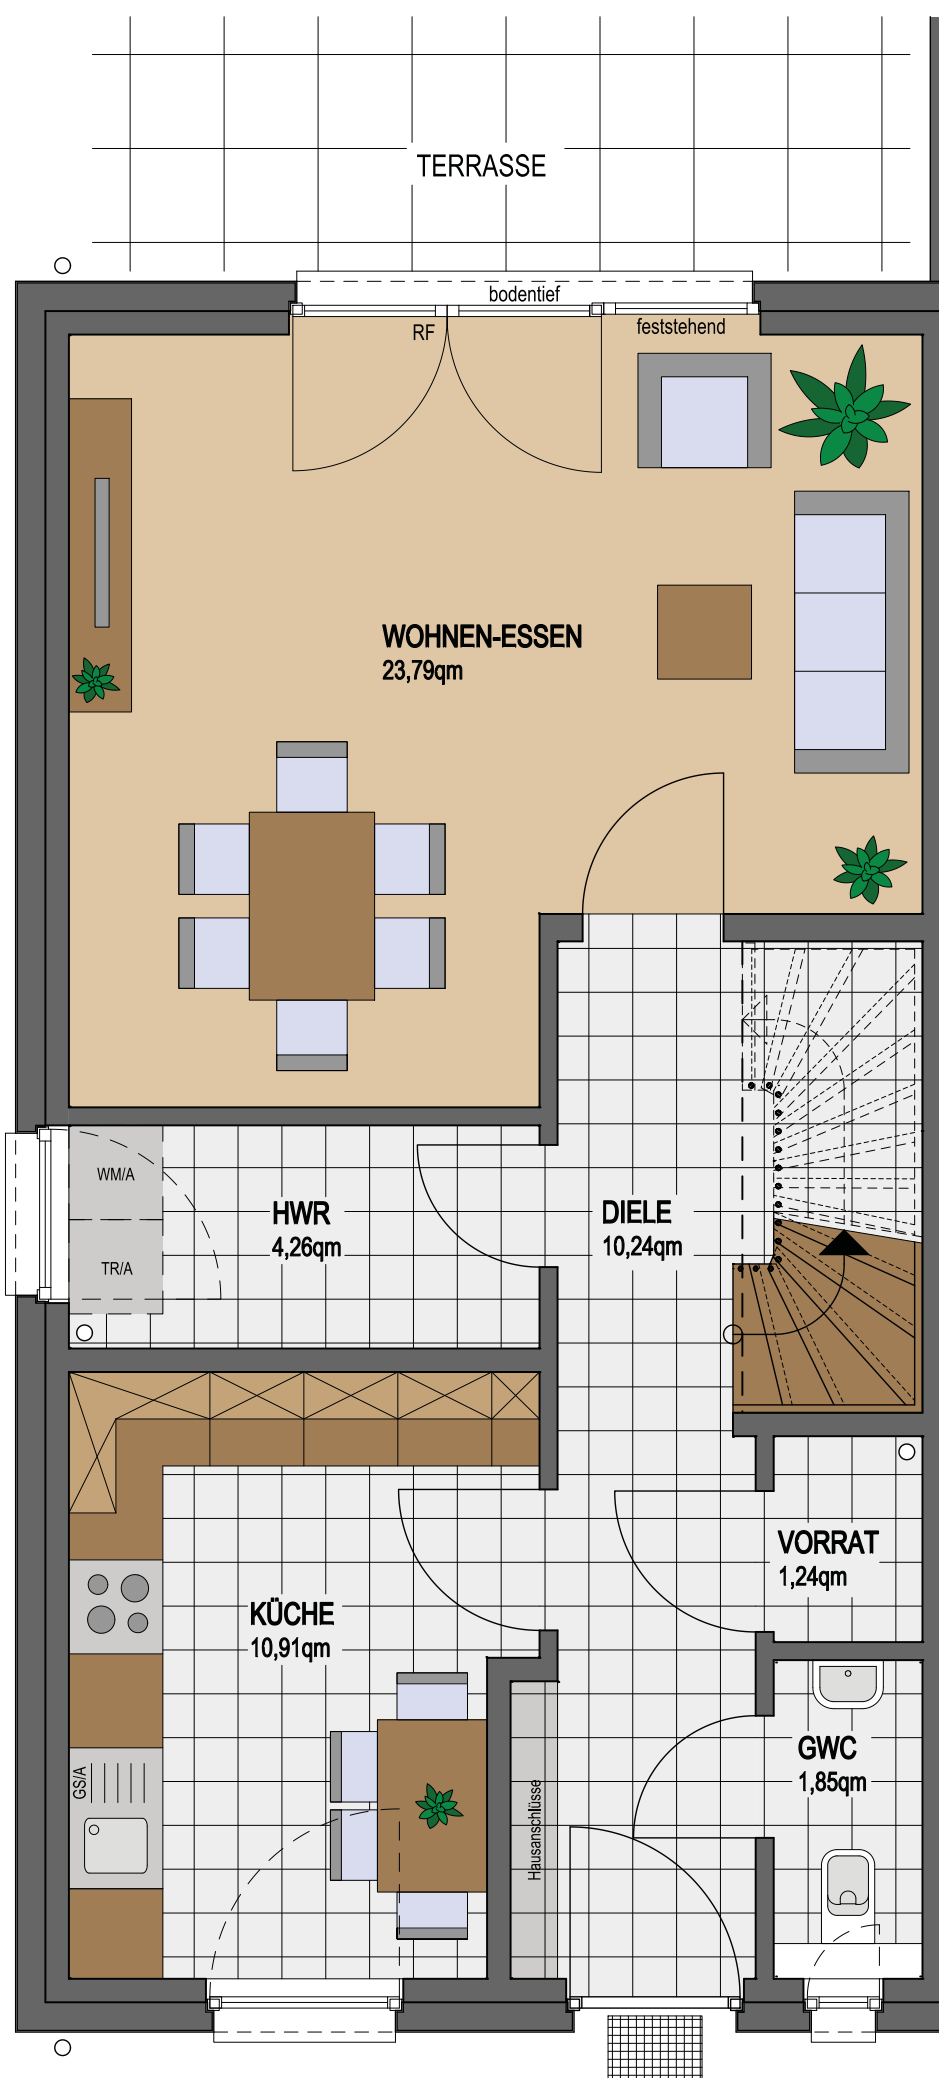 TERRASSE
bodentief
RF
feststehend
WOHNEN-ESSEN
23,79qm
WM/A
TR/A
HWR
4,26qm
DIELE
10,24qm
VORRAT
1,24qm
KÜCHE
10,91qm
GWC
1,85qm
GS/A
Hausanschlüsse